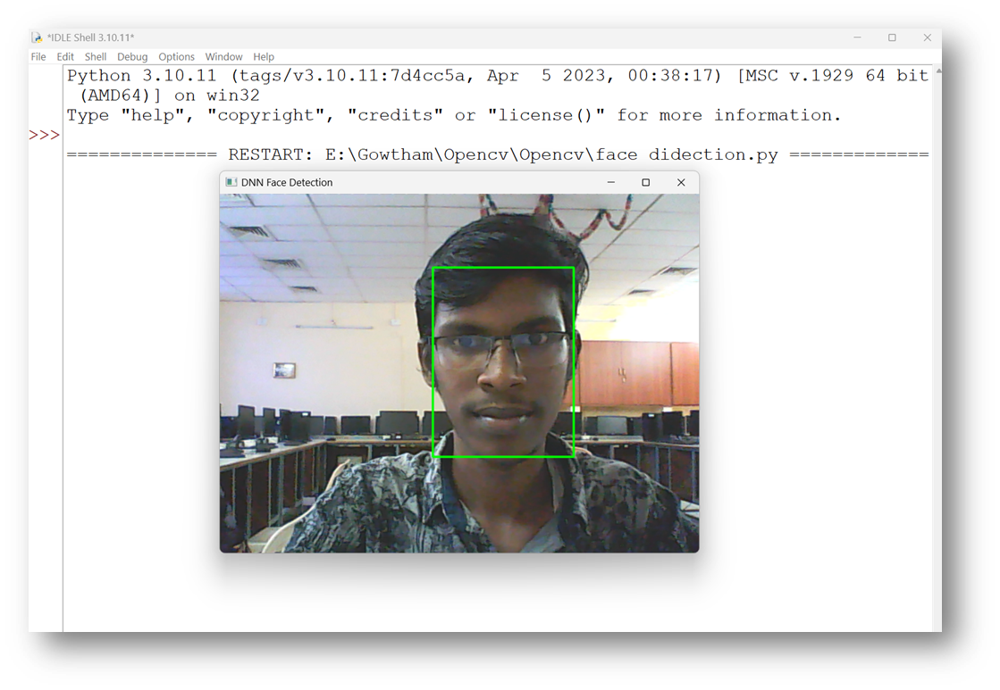 *IDLE Shell 3.10.11*
File Edit Shell Debug Options Window Help
Python 3.10.11 (tags/v3.10.11:7d4cc5a, Apr  5 2023, 00:38:17) [MSC v.1929 64 bit
 (AMD64)] on win32
Type "help", "copyright", "credits" or "license()" for more information.
>>>
============== RESTART: E:\Gowtham\Opencv\Opencv\face didection.py =============
DNN Face Detection